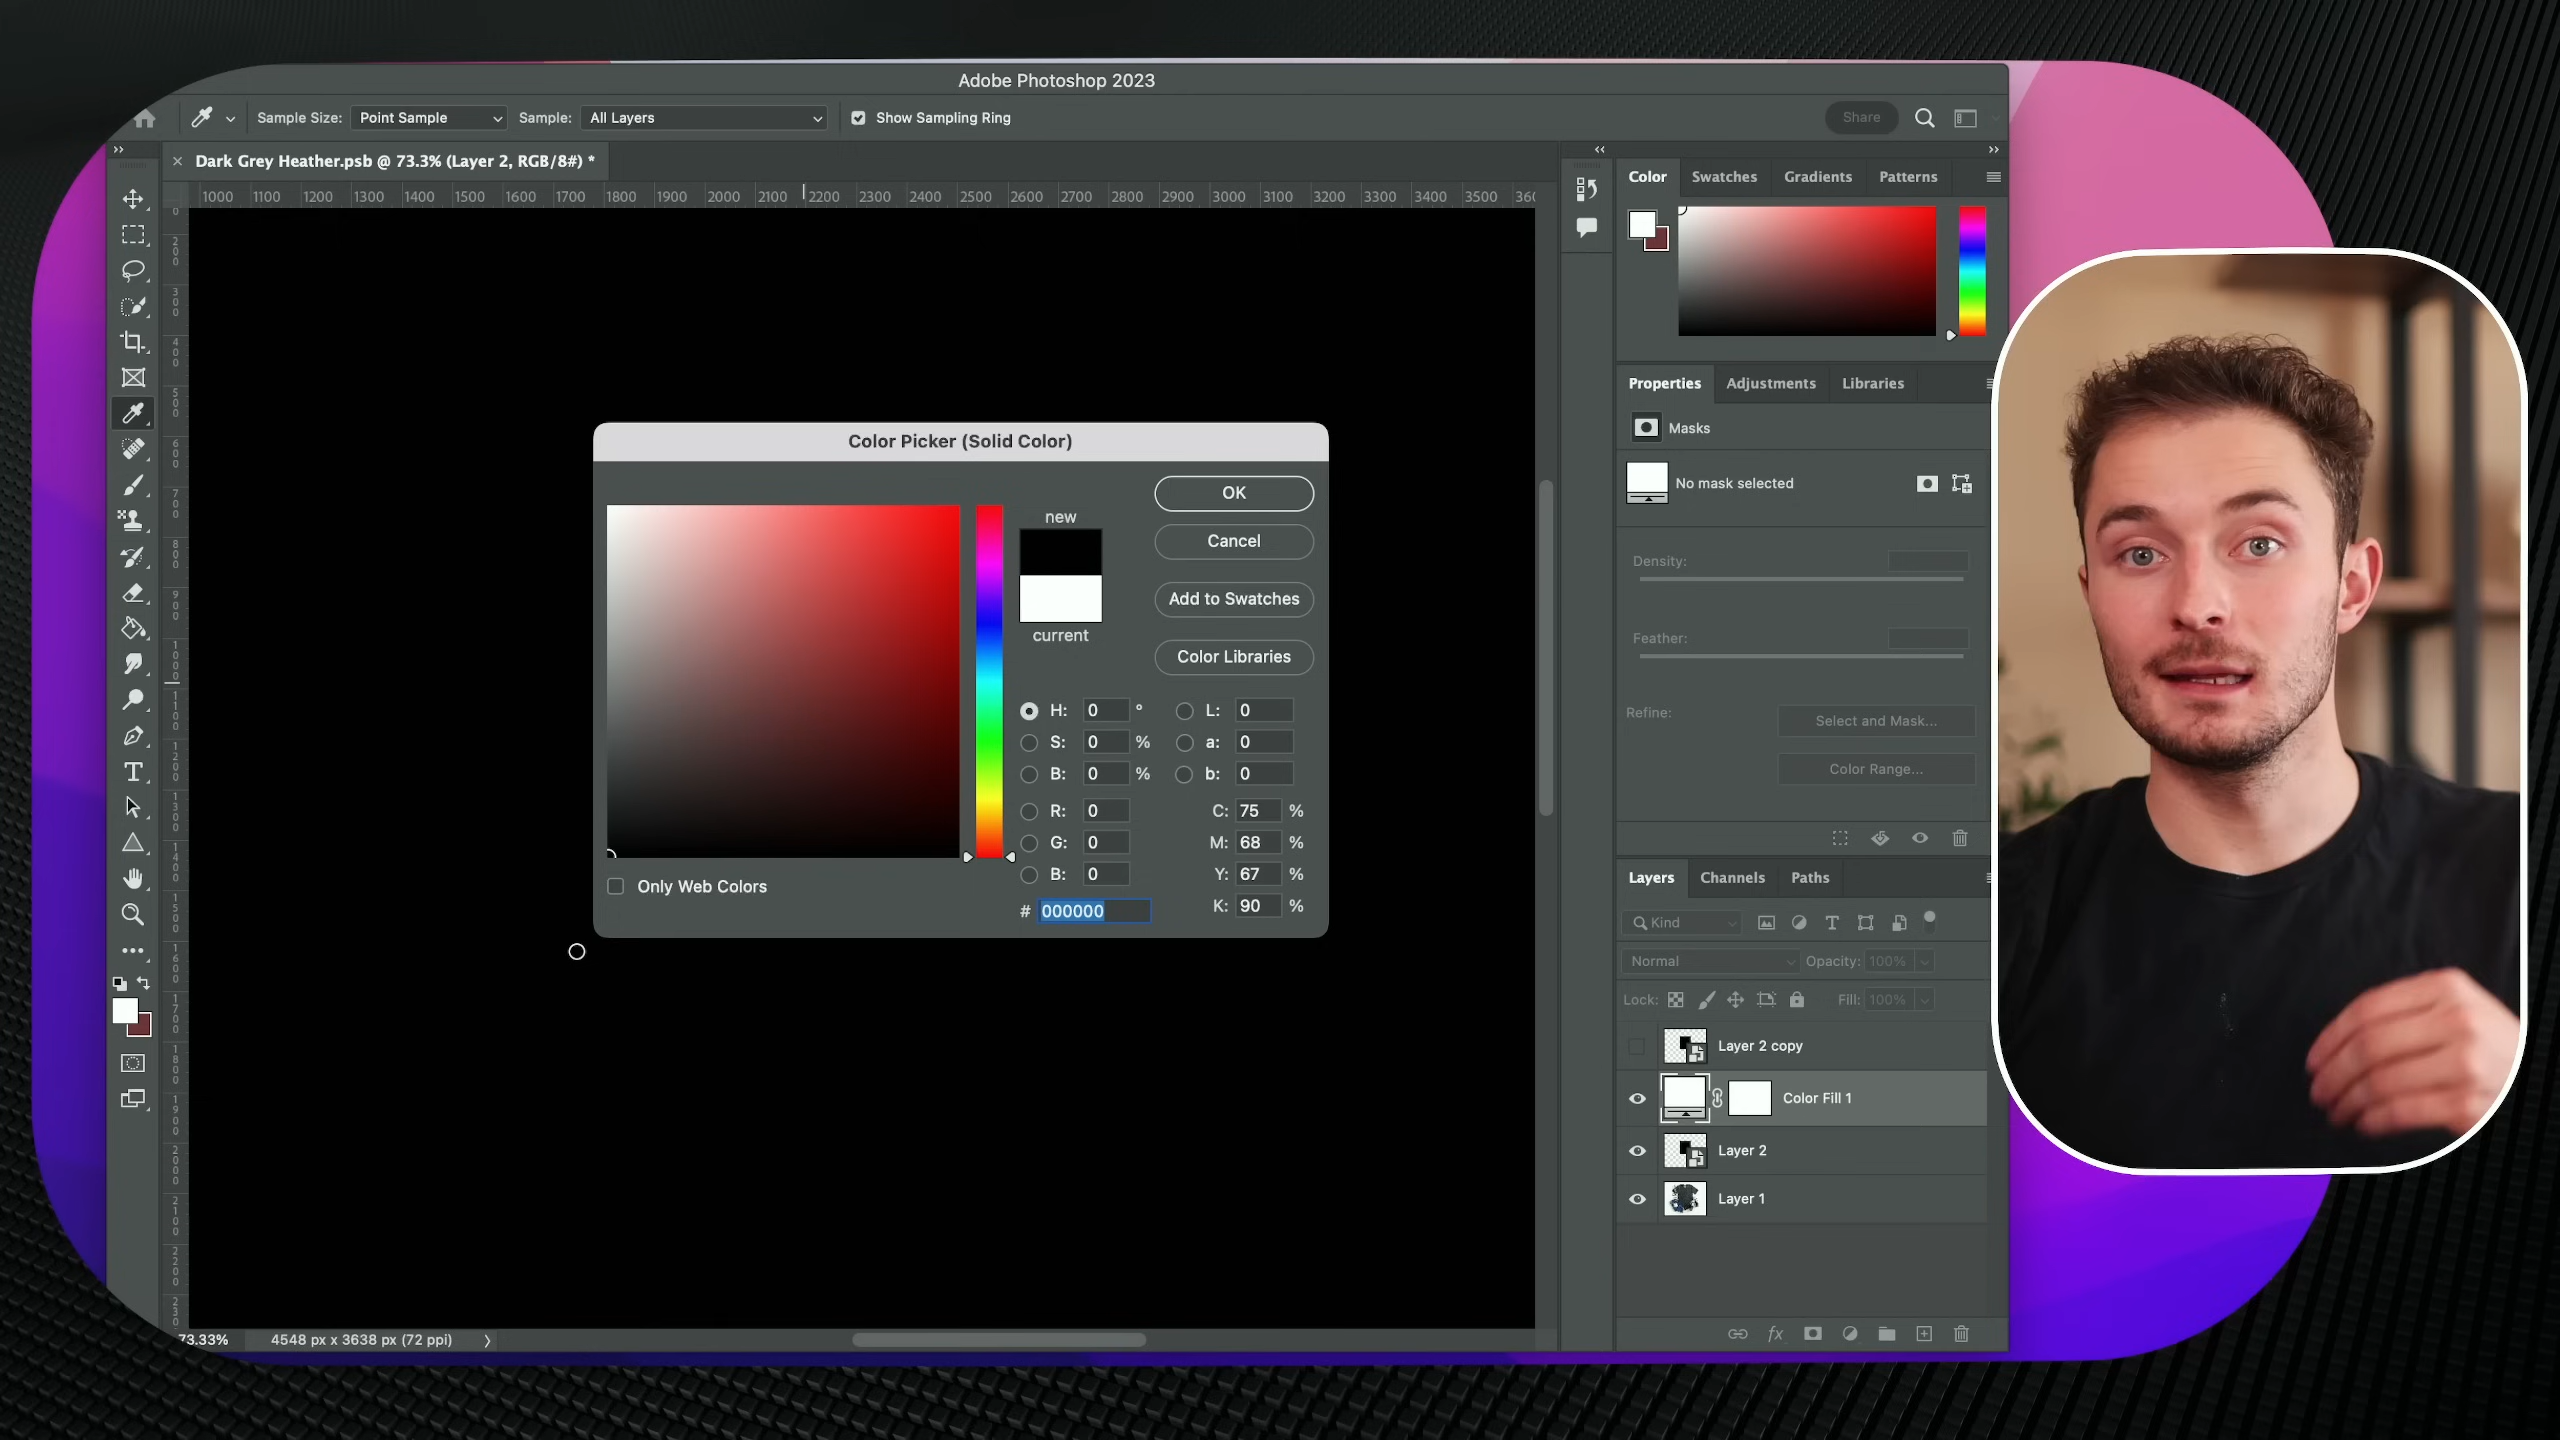 Adobe Photoshop 2023
Sample Size: Point Sample Sample: All Layers Show Sampling Ring Share
Dark Grey Heather.psb @ 73.3% (Layer 2, RGB/8#) *
1000 1100 1200 1300 1400 1500 1600 1700 1800 1900 2000 2100 2200 2300 2400 2500 2600 2700 2800 2900 3000 3100 3200 3300 3400 3500
Color Swatches Gradients Patterns
Properties Adjustments Libraries
Masks
No mask selected
Density:
Feather:
Refine: Select and Mask...
Color Range...
Color Picker (Solid Color)
new
current
OK
Cancel
Add to Swatches
Color Libraries
H: 0 ° L: 0
S: 0 % a: 0
B: 0 % b: 0
R: 0 C: 75 %
G: 0 M: 68 %
B: 0 Y: 67 %
# 000000 K: 90 %
Only Web Colors
Layers Channels Paths
Kind
Normal Opacity: 100%
Lock: Fill: 100%
Layer 2 copy
Color Fill 1
Layer 2
Layer 1
fx
73.33% 4548 px x 3638 px (72 ppi)